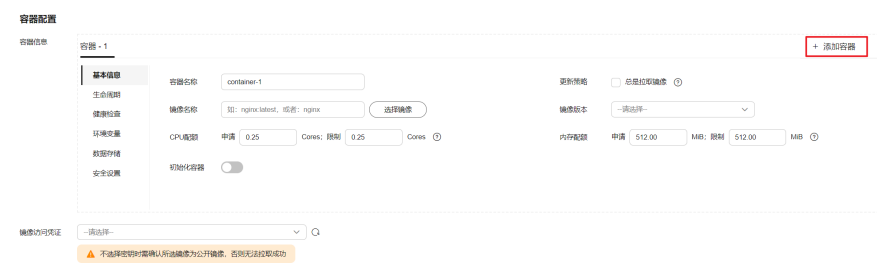 容器配置
容器信息
容器 - 1
+ 添加容器
基本信息
生命周期
健康检查
环境变量
数据存储
安全设置
容器名称 container-1
更新策略 总是拉取镜像 ?
镜像名称 如：nginx:latest，或者：nginx 选择镜像
镜像版本 --请选择--
CPU配额 申请 0.25 Cores；限制 0.25 Cores ?
内存配额 申请 512.00 MiB；限制 512.00 MiB ?
初始化容器
镜像访问凭证 --请选择--
不选择密钥时需确认所选镜像为公开镜像，否则无法拉取成功